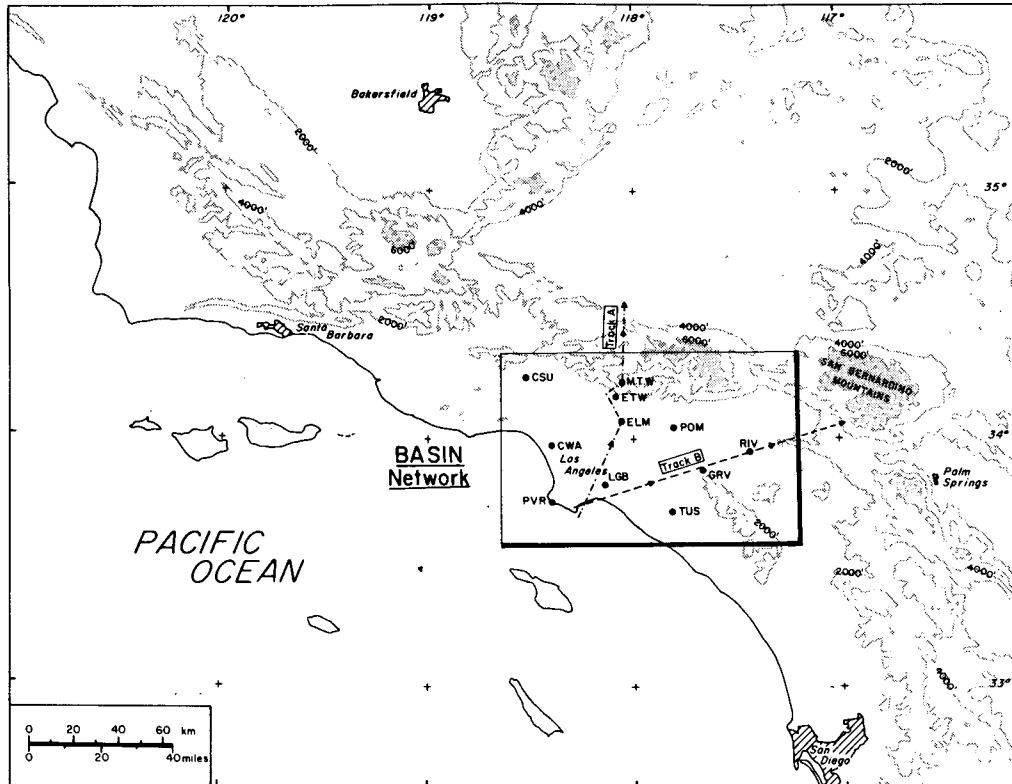 120° 119° 118° 117°
Bakersfield
2000'
2000'
4000'
35°
4000'
6000'
4000'
4000'
2000'
Santa
Barbara
Track A
4000'
6000'
4000'
6000'
SAN BERNARDINO
MOUNTAINS
CSU
MTW
ETW
ELM
POM
34°
BASIN
Network
CWA
Los
Angeles
RIV
Track B
GRV
Palm
Springs
LGB
PVR
TUS
2000'
PACIFIC
OCEAN
2000'
4000'
4000'
33°
0 20 40 60 km
0 20 40 miles
San
Diego